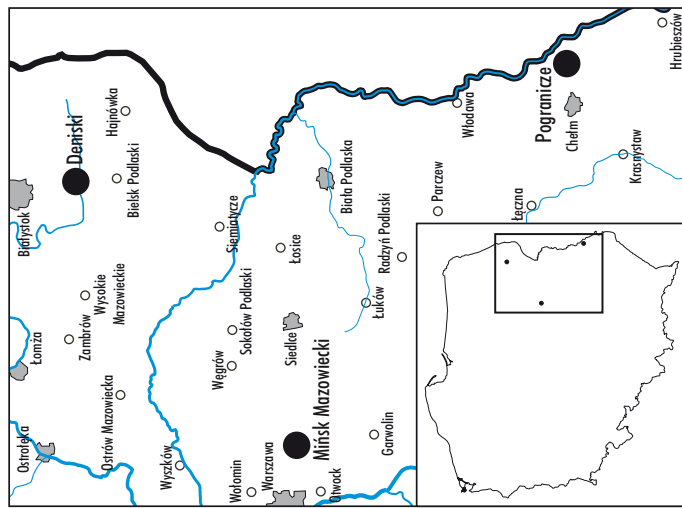 Ostrołęka
Łomża
Białystok
Deniski
Zambrów
Wysokie
Mazowieckie
Ostrów Mazowiecka
Hajnówka
Bielsk Podlaski
Wyszków
Węgrów
Siemiatycze
Wołomin
Sokołów Podlaski
Warszawa
Siedlce
Łosice
Mińsk Mazowiecki
Otwock
Biała Podlaska
Łuków
Radzyń Podlaski
Garwolin
Parczew
Włodawa
Łęczna
Pogranicze
Chełm
Krasnystaw
Hrubieszów